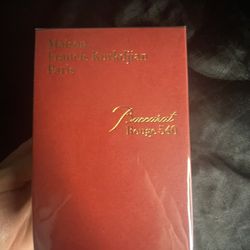 Maison
Francis Kurkdjian
Paris
Baccarat
Rouge 540